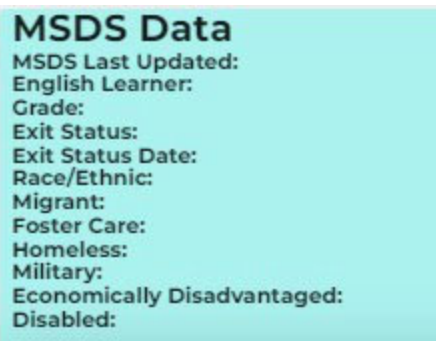 MSDS Data
MSDS Last Updated:
English Learner:
Grade:
Exit Status:
Exit Status Date:
Race/Ethnic:
Migrant:
Foster Care:
Homeless:
Military:
Economically Disadvantaged:
Disabled: